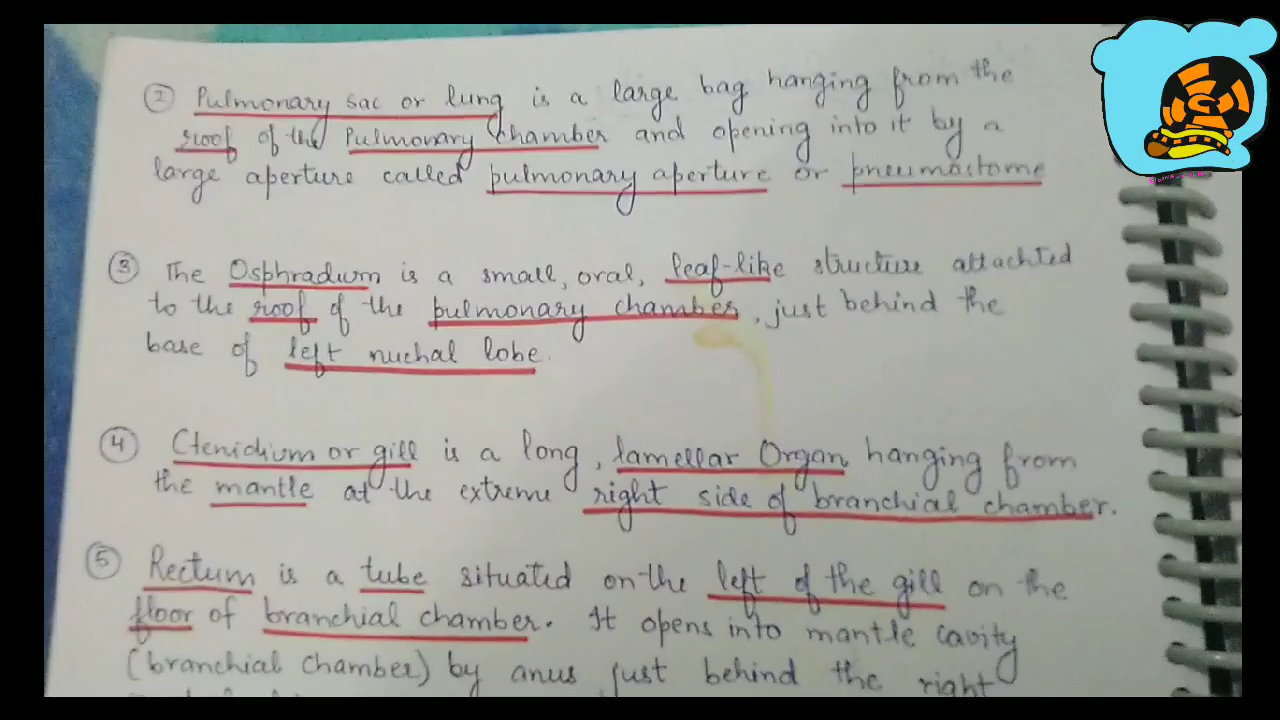 ② Pulmonary sac or lung is a large bag hanging from the
roof of the Pulmonary chamber and opening into it by a
large aperture called pulmonary aperture or pneumostome
③ The Osphradum is a small, oral, leaf-like structure attachted
to the roof of the pulmonary chamber, just behind the
base of left nuchal lobe.
④ Ctenidium or gill is a long, lamellar Organ hanging from
the mantle at the extreme right side of branchial chamber.
⑤ Rectum is a tube situated on the left of the gill on the
floor of branchial chamber. It opens into mantle cavity
(branchial chamber) by anus just behind the right